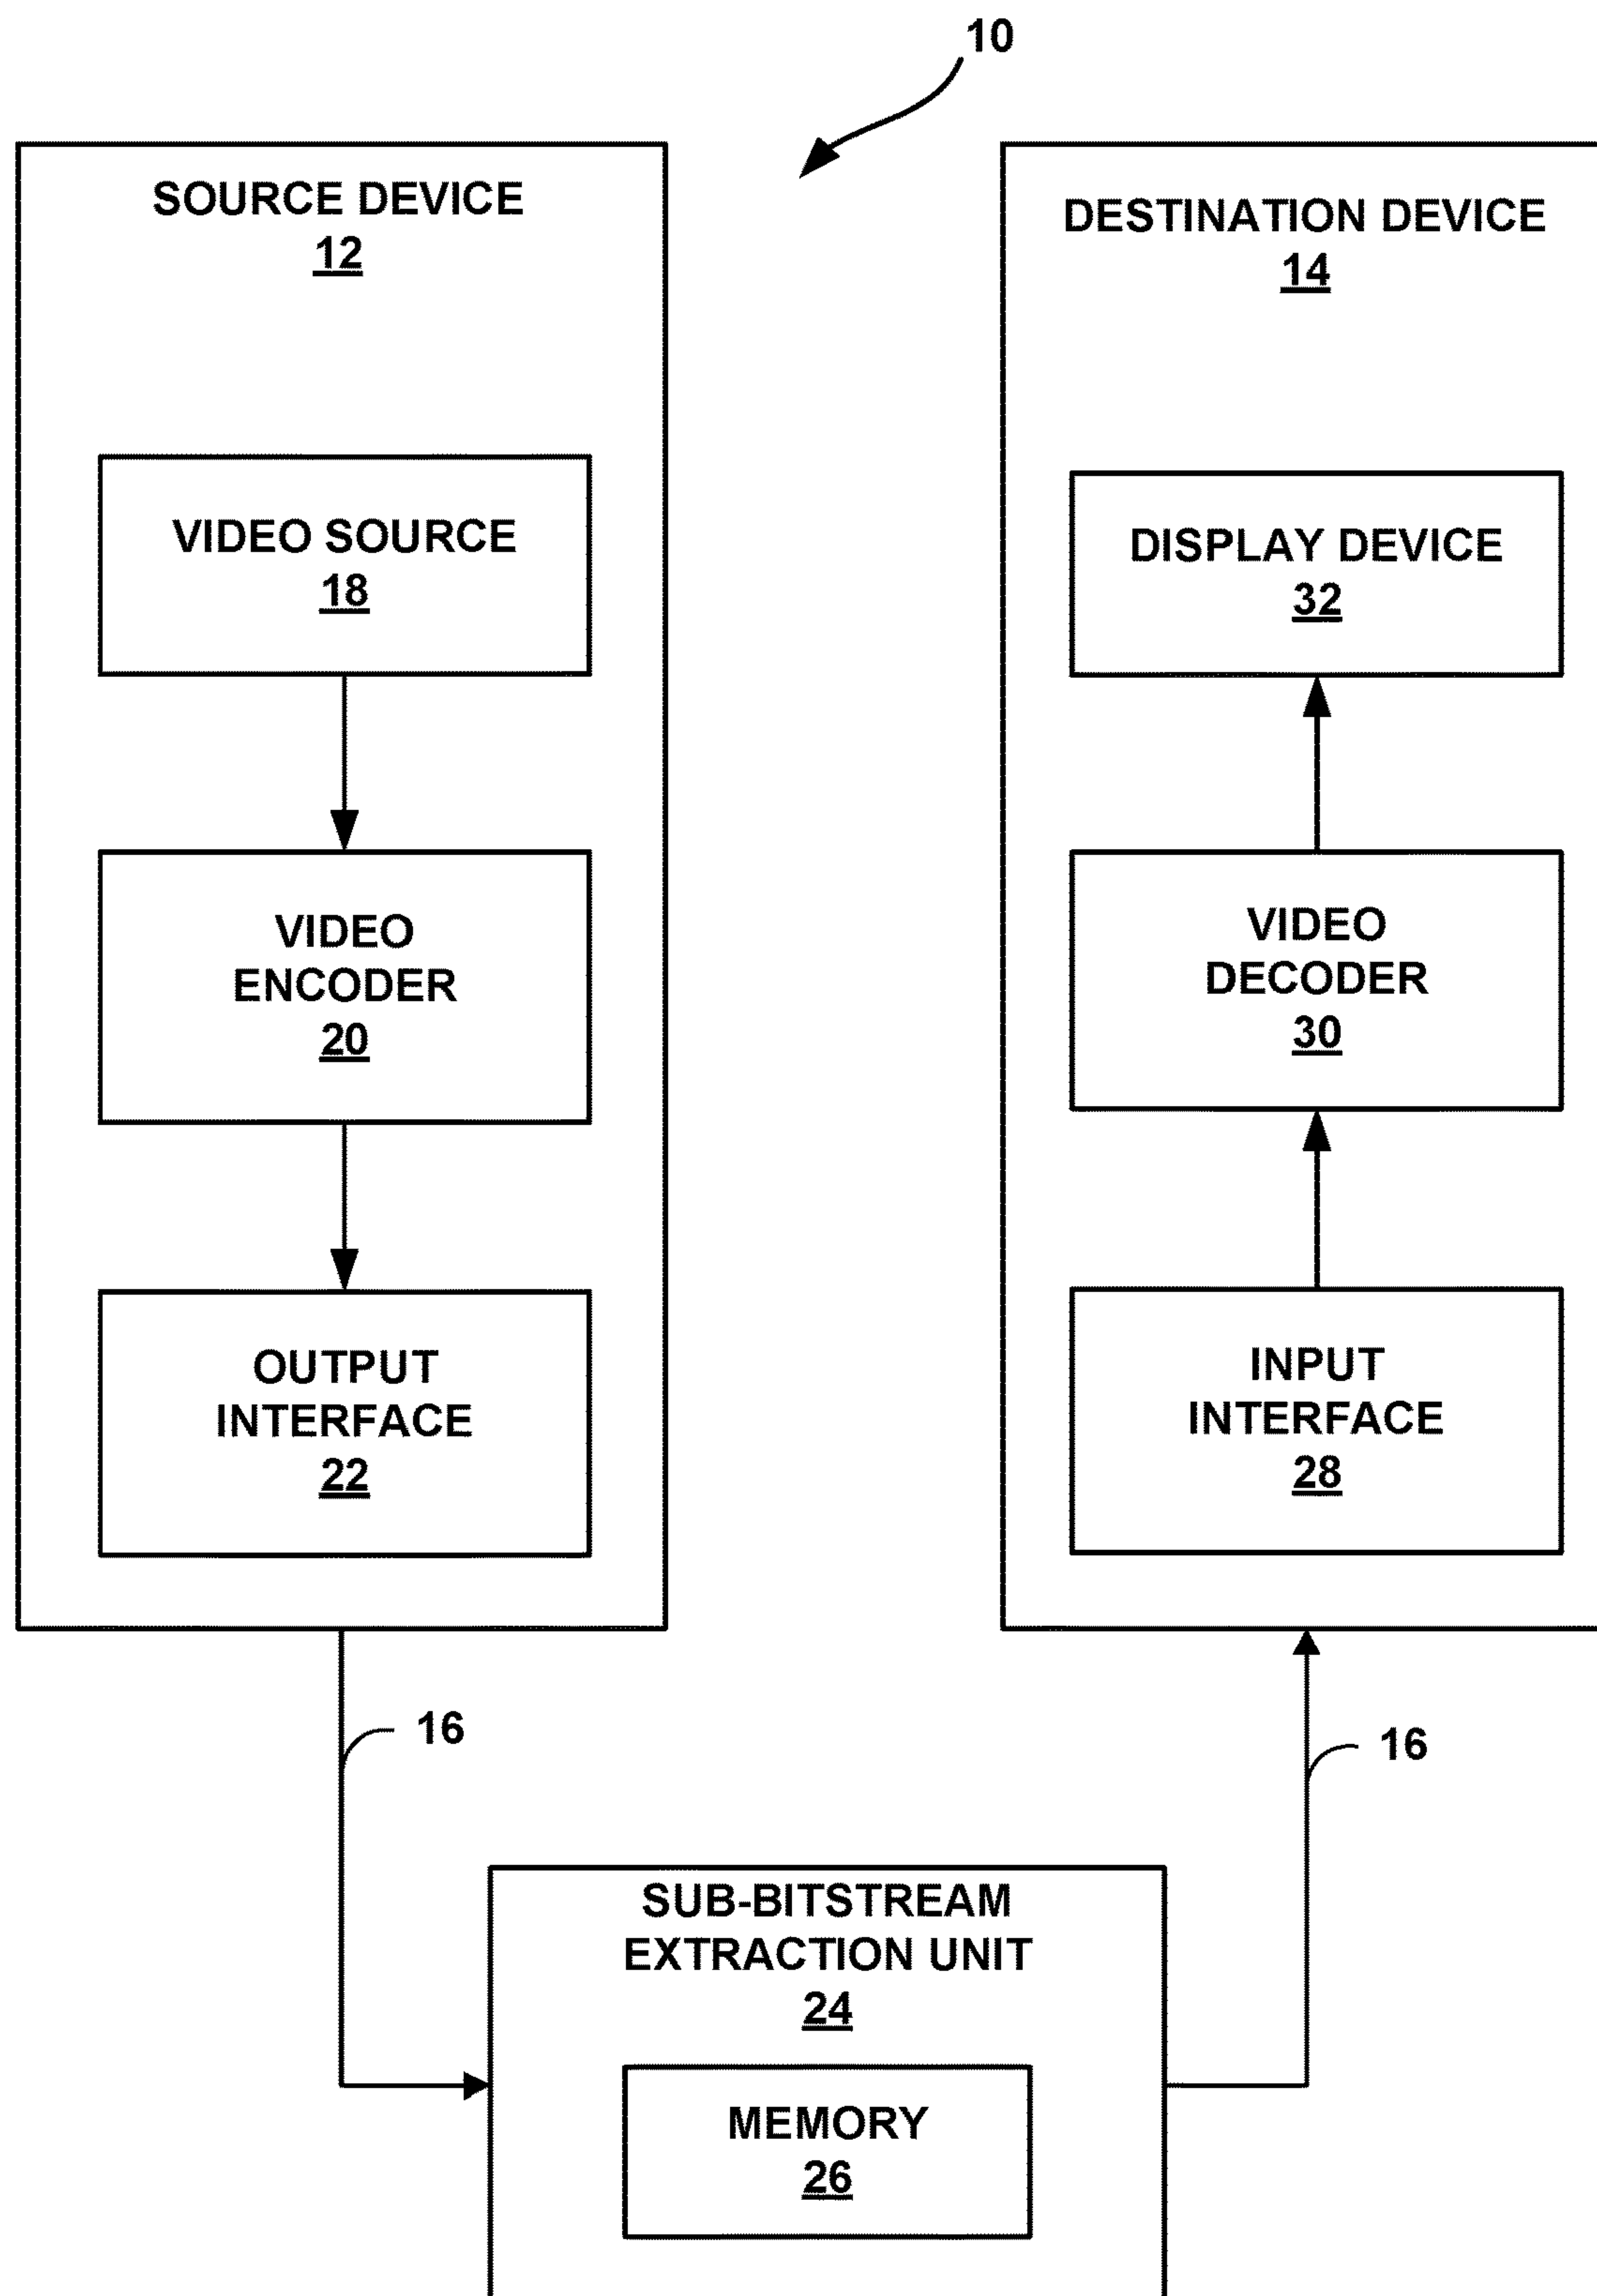 10
SOURCE DEVICE
12
VIDEO SOURCE
18
VIDEO
ENCODER
20
OUTPUT
INTERFACE
22
DESTINATION DEVICE
14
DISPLAY DEVICE
32
VIDEO
DECODER
30
INPUT
INTERFACE
28
16
16
SUB-BITSTREAM
EXTRACTION UNIT
24
MEMORY
26